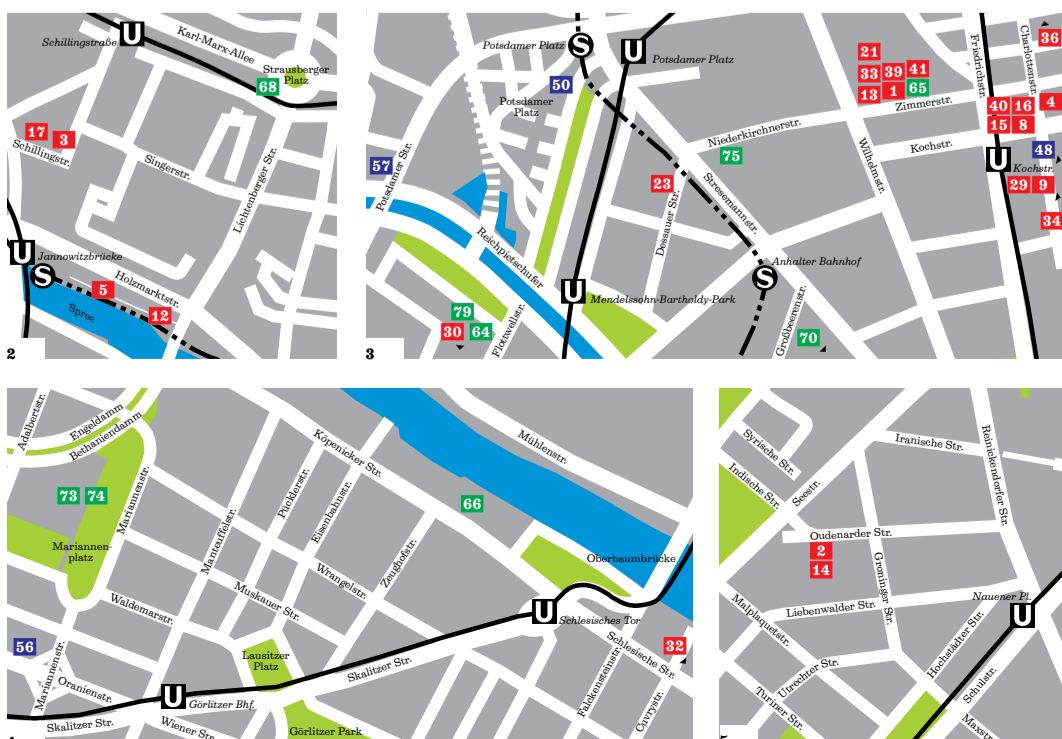 Schillingstraße
U
Karl-Marx-Allee
Strausberger
Platz
68
17
3
Schillingstr.
Singerstr.
Lichtenberger Str.
U
Jannowitzbrücke
S
5
Holzmarktstr.
12
Spree
2
Potsdamer Platz
S
U
Potsdamer Platz
50
Potsdamer
Platz
57
Potsdamer Str.
21
33
39
41
13
1
65
Zimmerstr.
Friedrichstr.
Charlottenstr.
36
40
16
4
15
8
Niederkirchnerstr.
75
Wilhelmstr.
Kochstr.
48
U
Kochstr.
29
9
34
23
Dessauer Str.
Stresemannstr.
Reichpietschufer
Anhalter Bahnhof
S
U
Mendelssohn-Bartholdy-Park
79
30
64
Flottwellstr.
Großbeerenstr.
70
3
Adalbertstr.
Engeldamm
Bethaniendamm
73
74
Mariannenstr.
Mariannen-
platz
Köpenicker Str.
Mühlenstr.
Pücklerstr.
Eisenbahnstr.
Manteuffelstr.
66
Zeughofstr.
Wrangelstr.
Muskauer Str.
Waldemarstr.
Oberbaumbrücke
U
Schlesisches Tor
56
Mariannenstr.
Oranienstr.
Lausitzer
Platz
Skalitzer Str.
32
Schlesische Str.
Falckensteinstr.
Cuvrystr.
U
Görlitzer Bhf.
Skalitzer Str.
Wiener Str.
Görlitzer Park
Syrische Str.
Indische Str.
Seestr.
Iranische Str.
Reinickendorfer Str.
Oudenarder Str.
2
14
Groninger Str.
Liebenwalder Str.
Nauener Pl.
U
Malplaquetstr.
Hochstädter Str.
Utrechter Str.
Turiner Str.
Schulstr.
Maxstr.